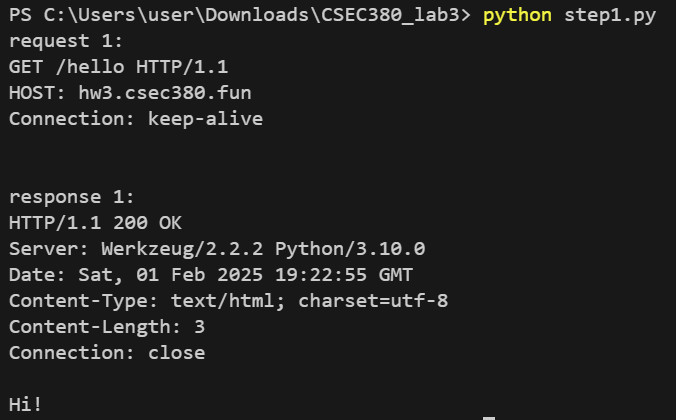 PS C:\Users\user\Downloads\CSEC380_lab3> python step1.py
request 1:
GET /hello HTTP/1.1
HOST: hw3.csec380.fun
Connection: keep-alive
response 1:
HTTP/1.1 200 OK
Server: Werkzeug/2.2.2 Python/3.10.0
Date: Sat, 01 Feb 2025 19:22:55 GMT
Content-Type: text/html; charset=utf-8
Content-Length: 3
Connection: close
Hi!